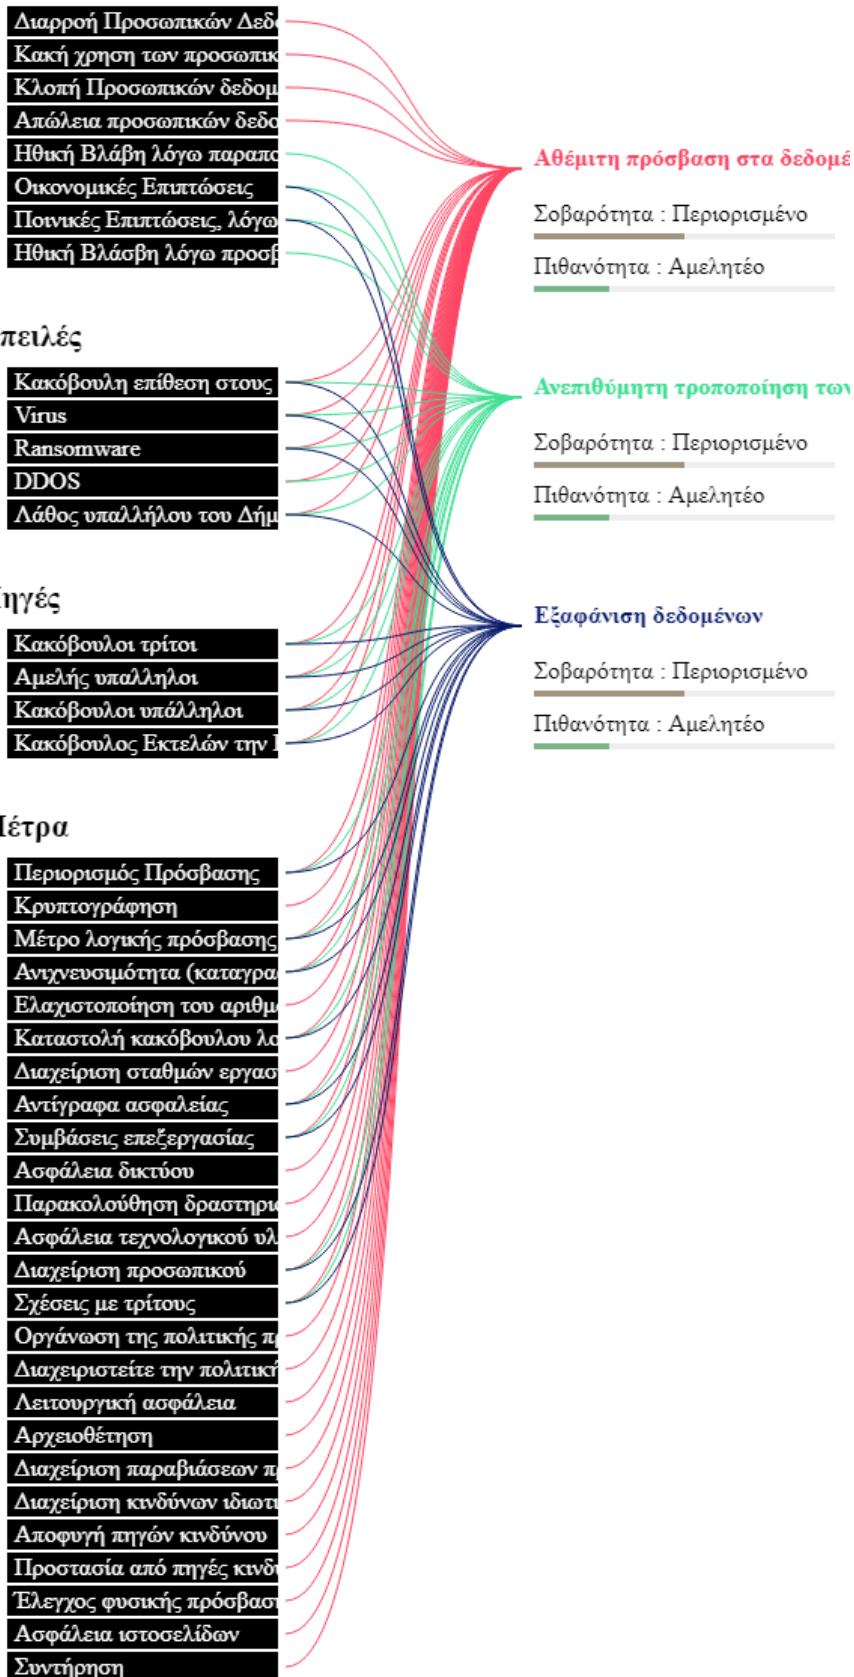 Διαρροή Προσωπικών Δεδο
Κακή χρηση των προσωπικ
Κλοπή Προσωπικών δεδομ
Απώλεια προσωπικών δεδο
Ηθική Βλάβη λόγω παραπο
Οικονομικές Επιπτώσεις
Ποινικές Επιπτώσεις, λόγω
Ηθική Βλάσβη λόγω προσβ
πειλές
Κακόβουλη επίθεση στους
Virus
Ransomware
DDOS
Λάθος υπαλλήλου του Δήμ
ηγές
Κακόβουλοι τρίτοι
Αμελής υπαλληλοι
Κακόβουλοι υπάλληλοι
Κακόβουλος Εκτελών την
Μέτρα
Περιορισμός Πρόσβασης
Κρυπτογράφηση
Μέτρο λογικής πρόσβασης
Ανιχνευσιμότητα (καταγρα
Ελαχιστοποίηση του αριθμ
Καταστολή κακόβουλου λο
Διαχείριση σταθμών εργασ
Αντίγραφα ασφαλείας
Συμβάσεις επεξεργασίας
Ασφάλεια δικτύου
Παρακολούθηση δραστηρι
Ασφάλεια τεχνολογικού υλ
Διαχείριση προσωπικού
Σχέσεις με τρίτους
Οργάνωση της πολιτικής π
Διαχειριστείτε την πολιτική
Λειτουργική ασφάλεια
Αρχειοθέτηση
Διαχείριση παραβιάσεων π
Διαχείριση κινδύνων ιδιωτι
Αποφυγή πηγών κινδύνου
Προστασία από πηγές κινδ
Έλεγχος φυσικής πρόσβασ
Ασφάλεια ιστοσελίδων
Συντήρηση
Αθέμιτη πρόσβαση στα δεδομέ
Σοβαρότητα : Περιορισμένο
Πιθανότητα : Αμελητέο
Ανεπιθύμητη τροποποίηση των
Σοβαρότητα : Περιορισμένο
Πιθανότητα : Αμελητέο
Εξαφάνιση δεδομένων
Σοβαρότητα : Περιορισμένο
Πιθανότητα : Αμελητέο